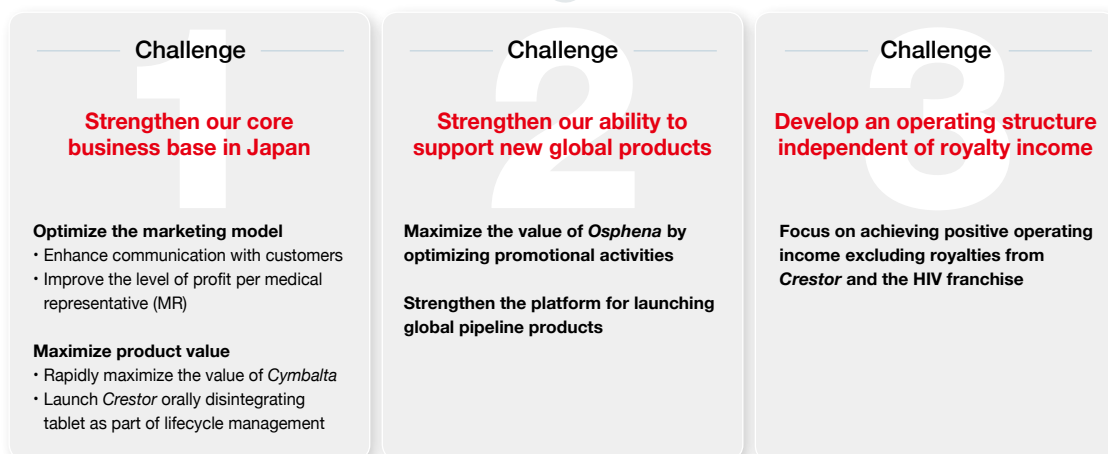 Challenge
1
Strengthen our core
business base in Japan
Optimize the marketing model
・Enhance communication with customers
・Improve the level of profit per medical
representative (MR)
Maximize product value
・Rapidly maximize the value of Cymbalta
・Launch Crestor orally disintegrating
tablet as part of lifecycle management
Challenge
2
Strengthen our ability to
support new global products
Maximize the value of Osphena by
optimizing promotional activities
Strengthen the platform for launching
global pipeline products
Challenge
3
Develop an operating structure
independent of royalty income
Focus on achieving positive operating
income excluding royalties from
Crestor and the HIV franchise